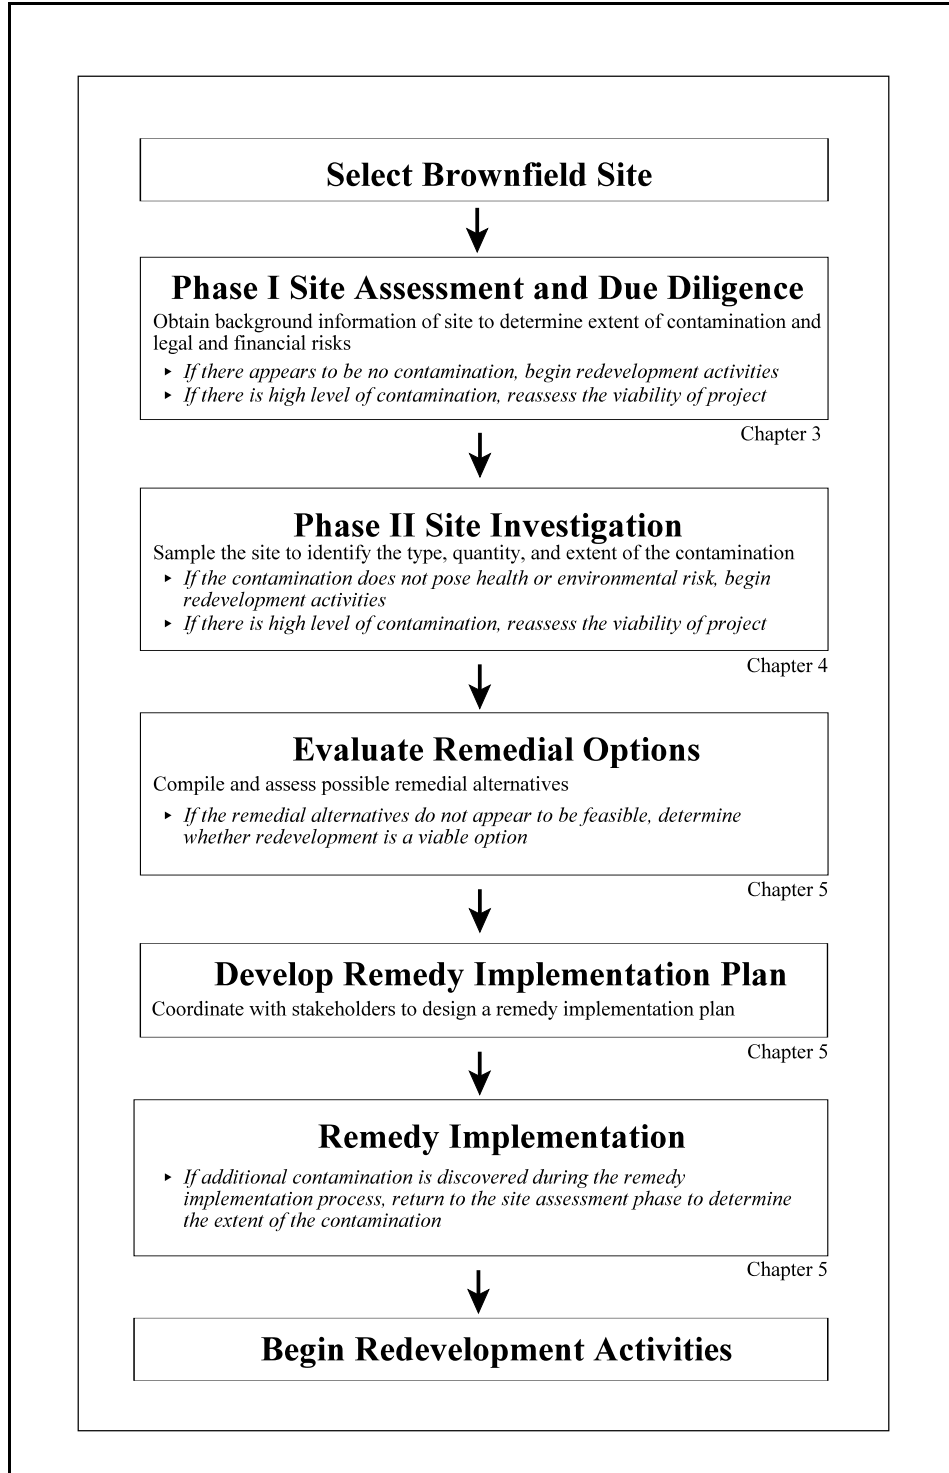 Select Brownfield Site
Phase I Site Assessment and Due Diligence
Obtain background information of site to determine extent of contamination and
legal and financial risks
‣ If there appears to be no contamination, begin redevelopment activities
‣ If there is high level of contamination, reassess the viability of project
Chapter 3
Phase II Site Investigation
Sample the site to identify the type, quantity, and extent of the contamination
‣ If the contamination does not pose health or environmental risk, begin
redevelopment activities
‣ If there is high level of contamination, reassess the viability of project
Chapter 4
Evaluate Remedial Options
Compile and assess possible remedial alternatives
‣ If the remedial alternatives do not appear to be feasible, determine
whether redevelopment is a viable option
Chapter 5
Develop Remedy Implementation Plan
Coordinate with stakeholders to design a remedy implementation plan
Chapter 5
Remedy Implementation
‣ If additional contamination is discovered during the remedy
implementation process, return to the site assessment phase to determine
the extent of the contamination
Chapter 5
Begin Redevelopment Activities